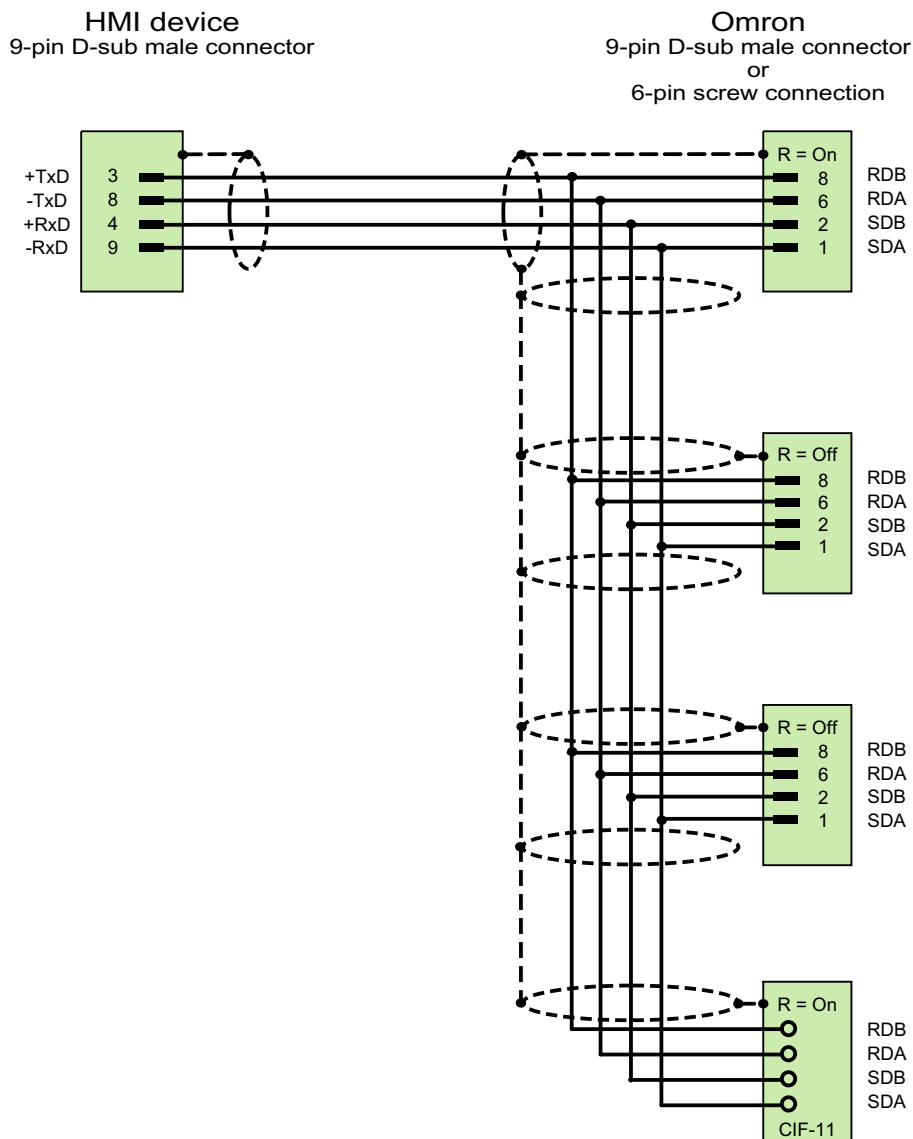 HMI device
9-pin D-sub male connector
Omron
9-pin D-sub male connector
or
6-pin screw connection
+TxD 3
-TxD 8
+RxD 4
-RxD 9
R = On
8 RDB
6 RDA
2 SDB
1 SDA
R = Off
8 RDB
6 RDA
2 SDB
1 SDA
R = Off
8 RDB
6 RDA
2 SDB
1 SDA
R = On
RDB
RDA
SDB
SDA
CIF-11